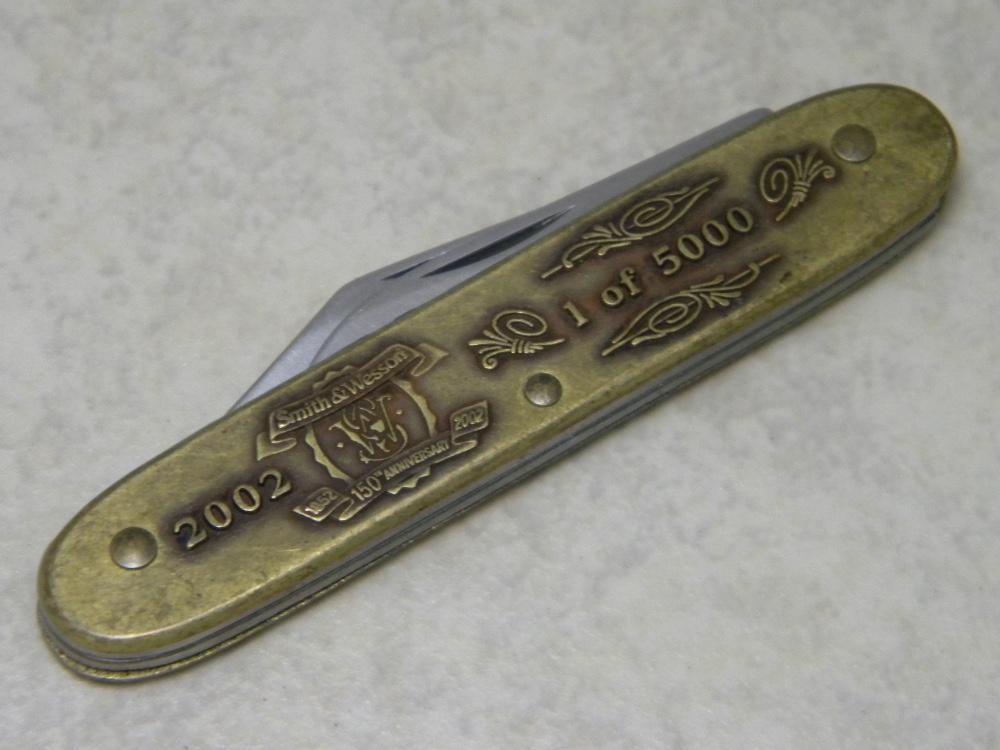 2002
Smith & Wesson
1852 150TH ANNIVERSARY 2002
1 of 5000